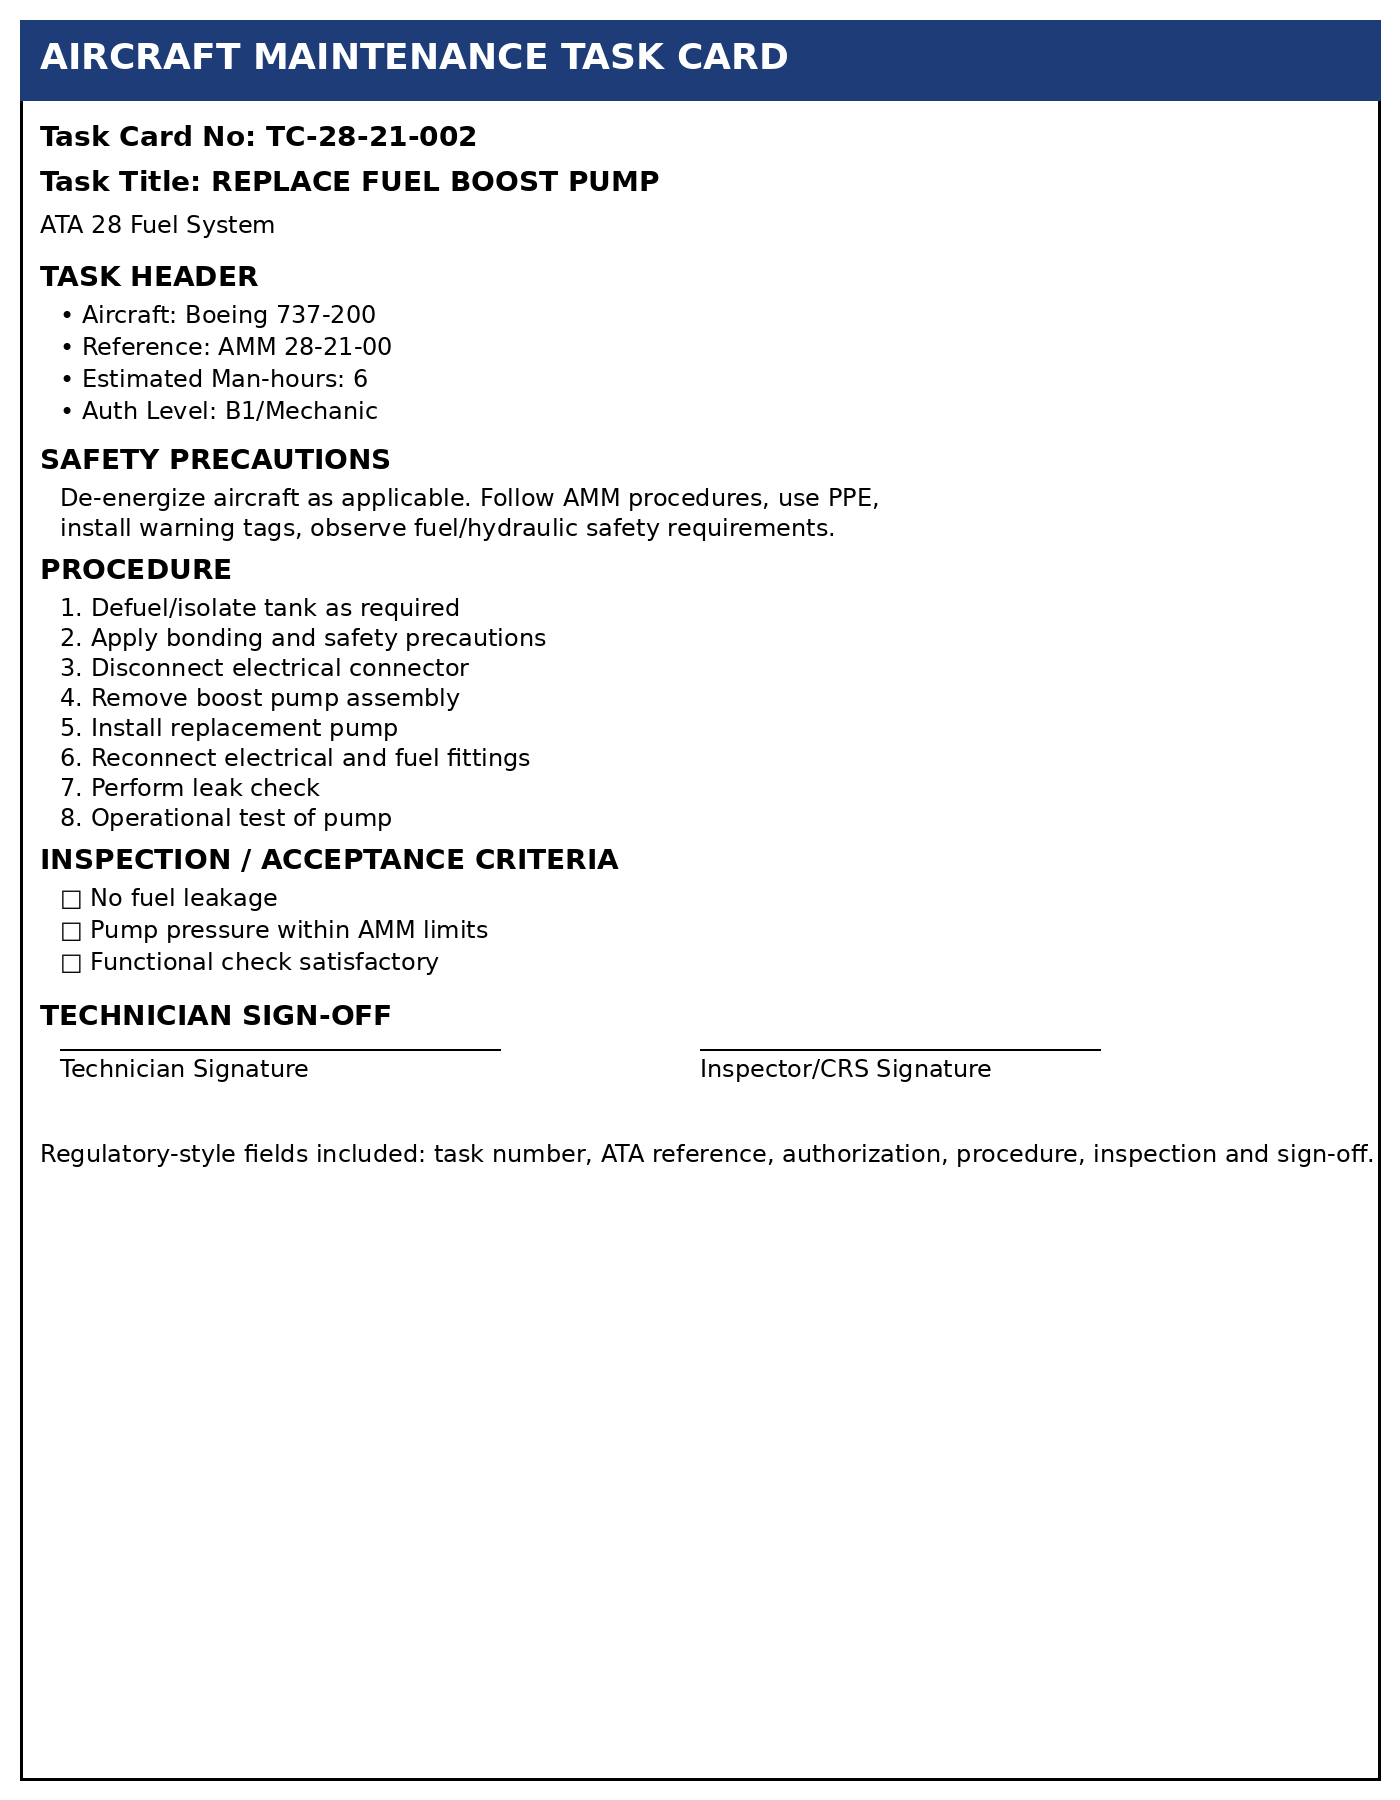 AIRCRAFT MAINTENANCE TASK CARD
Task Card No: TC-28-21-002
Task Title: REPLACE FUEL BOOST PUMP
ATA 28 Fuel System
TASK HEADER
• Aircraft: Boeing 737-200
• Reference: AMM 28-21-00
• Estimated Man-hours: 6
• Auth Level: B1/Mechanic
SAFETY PRECAUTIONS
De-energize aircraft as applicable. Follow AMM procedures, use PPE,
install warning tags, observe fuel/hydraulic safety requirements.
PROCEDURE
1. Defuel/isolate tank as required
2. Apply bonding and safety precautions
3. Disconnect electrical connector
4. Remove boost pump assembly
5. Install replacement pump
6. Reconnect electrical and fuel fittings
7. Perform leak check
8. Operational test of pump
INSPECTION / ACCEPTANCE CRITERIA
□ No fuel leakage
□ Pump pressure within AMM limits
□ Functional check satisfactory
TECHNICIAN SIGN-OFF
Technician Signature
Inspector/CRS Signature
Regulatory-style fields included: task number, ATA reference, authorization, procedure, inspection and sign-off.